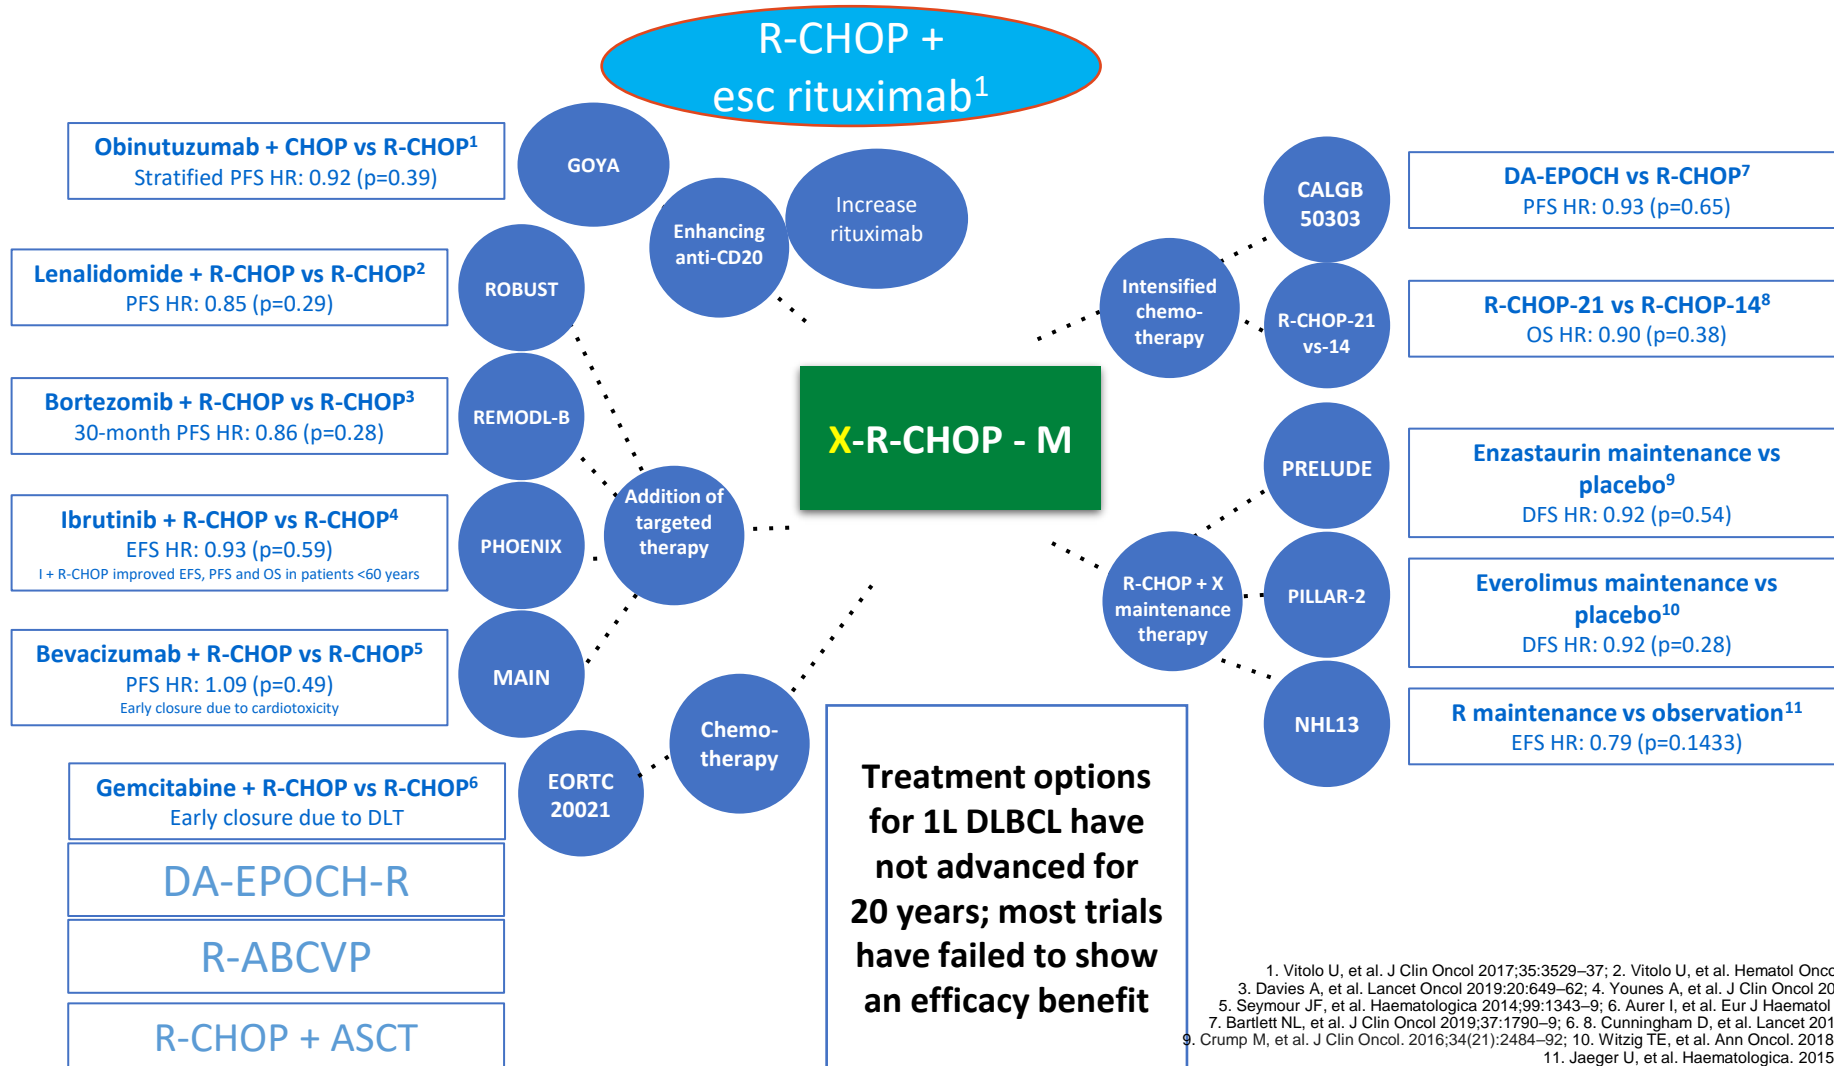 R-CHOP +
esc rituximab1
Obinutuzumab + CHOP vs R-CHOP1
Stratified PFS HR: 0.92 (p=0.39)
GOYA
Enhancing
anti-CD20
Increase
rituximab
Lenalidomide + R-CHOP vs R-CHOP2
PFS HR: 0.85 (p=0.29)
ROBUST
Bortezomib + R-CHOP vs R-CHOP3
30-month PFS HR: 0.86 (p=0.28)
REMODL-B
Ibrutinib + R-CHOP vs R-CHOP4
EFS HR: 0.93 (p=0.59)
I + R-CHOP improved EFS, PFS and OS in patients <60 years
PHOENIX
Addition of
targeted
therapy
Bevacizumab + R-CHOP vs R-CHOP5
PFS HR: 1.09 (p=0.49)
Early closure due to cardiotoxicity
MAIN
Gemcitabine + R-CHOP vs R-CHOP6
Early closure due to DLT
EORTC
20021
Chemo-
therapy
DA-EPOCH-R
R-ABCVP
R-CHOP + ASCT
X-R-CHOP - M
Treatment options
for 1L DLBCL have
not advanced for
20 years; most trials
have failed to show
an efficacy benefit
Intensified
chemo-
therapy
CALGB
50303
DA-EPOCH vs R-CHOP7
PFS HR: 0.93 (p=0.65)
R-CHOP-21
vs-14
R-CHOP-21 vs R-CHOP-148
OS HR: 0.90 (p=0.38)
R-CHOP + X
maintenance
therapy
PRELUDE
Enzastaurin maintenance vs
placebo9
DFS HR: 0.92 (p=0.54)
PILLAR-2
Everolimus maintenance vs
placebo10
DFS HR: 0.92 (p=0.28)
NHL13
R maintenance vs observation11
EFS HR: 0.79 (p=0.1433)
1. Vitolo U, et al. J Clin Oncol 2017;35:3529–37; 2. Vitolo U, et al. Hematol Onco
3. Davies A, et al. Lancet Oncol 2019:20:649–62; 4. Younes A, et al. J Clin Oncol 20
5. Seymour JF, et al. Haematologica 2014;99:1343–9; 6. Aurer I, et al. Eur J Haematol
7. Bartlett NL, et al. J Clin Oncol 2019;37:1790–9; 6. 8. Cunningham D, et al. Lancet 201
9. Crump M, et al. J Clin Oncol. 2016;34(21):2484–92; 10. Witzig TE, et al. Ann Oncol. 2018
11. Jaeger U, et al. Haematologica. 2015